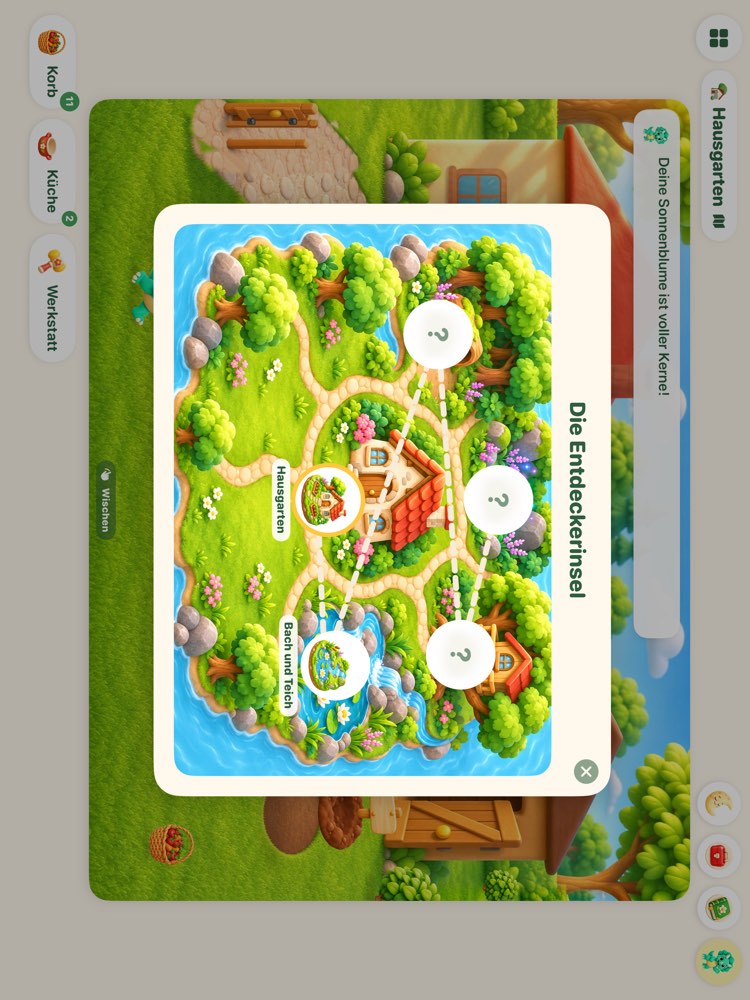 Hausgarten
Deine Sonnenblume ist voller Kerne!
Die Entdeckerinsel
?
?
?
Hausgarten
Bach und Teich
Wischen
Korb
11
Küche
2
Werkstatt